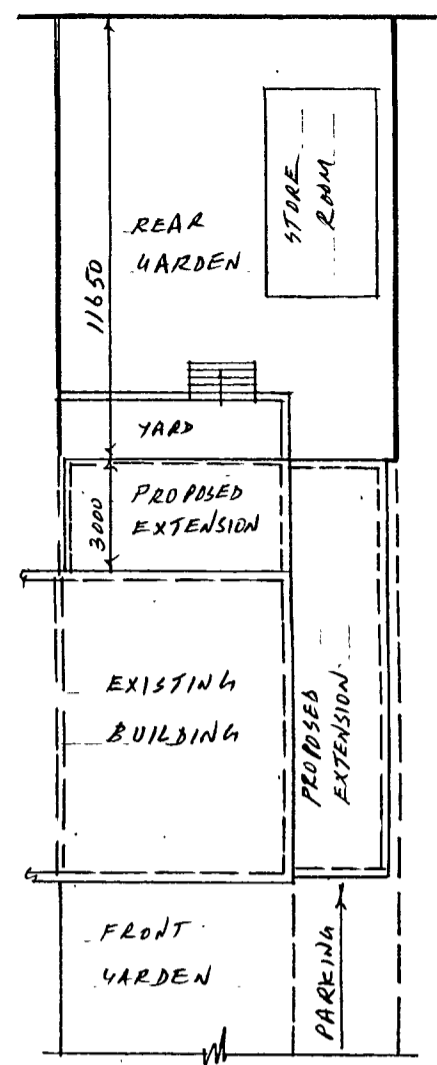 STORE
ROOM
REAR
GARDEN
11650
YARD
PROPOSED
EXTENSION
3000
EXISTING
BUILDING
PROPOSED
EXTENSION
FRONT
GARDEN
PARKING